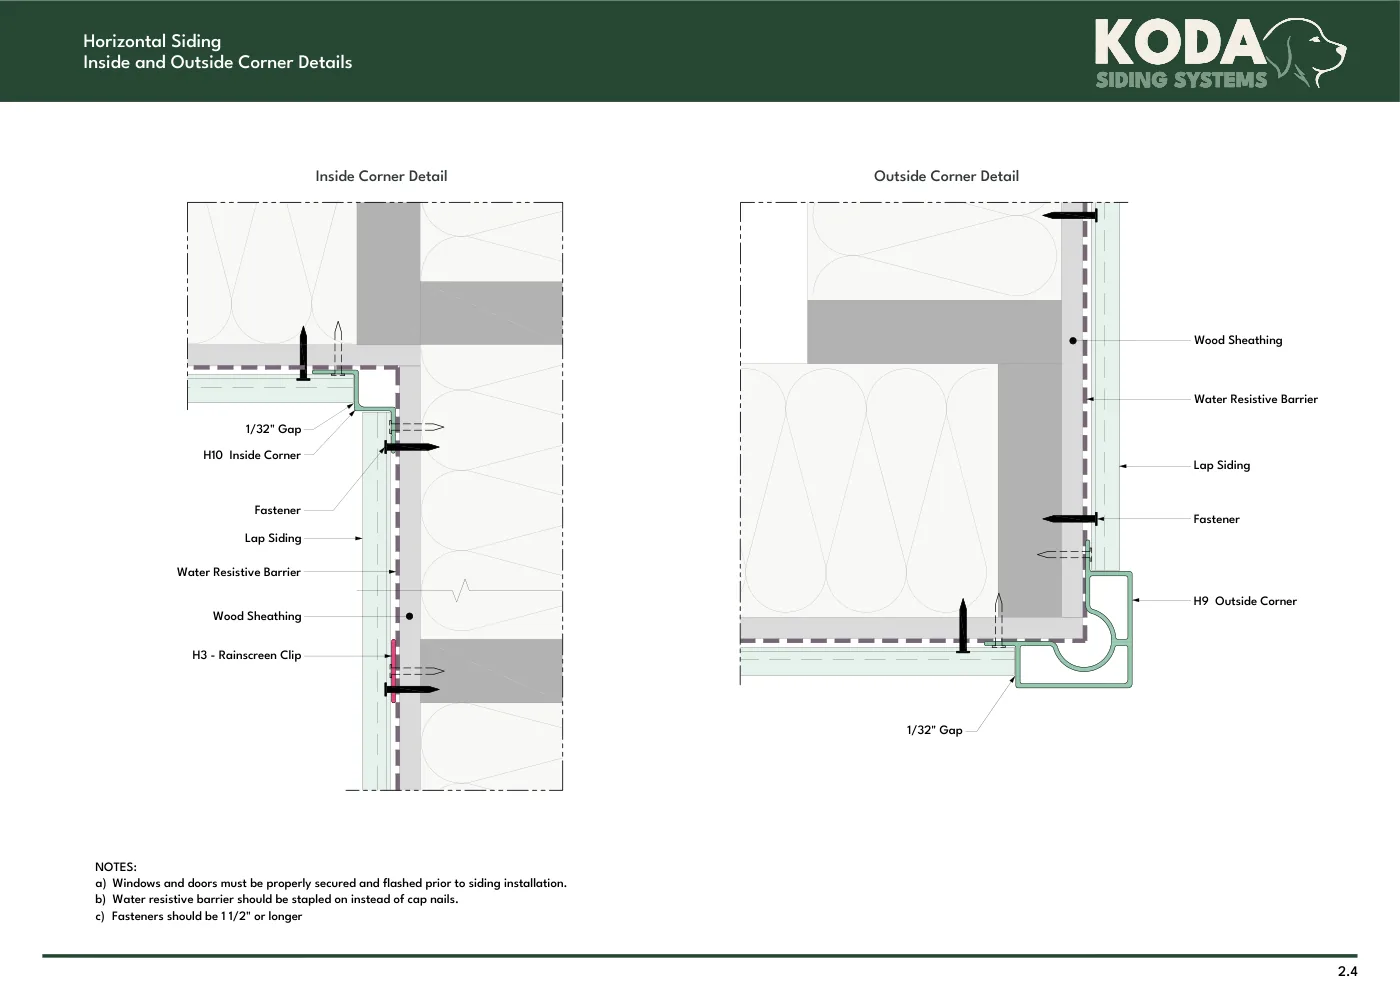 Horizontal Siding
Inside and Outside Corner Details
KODA
SIDING SYSTEMS
Inside Corner Detail
1/32" Gap
H10  Inside Corner
Fastener
Lap Siding
Water Resistive Barrier
Wood Sheathing
H3 - Rainscreen Clip
Outside Corner Detail
Wood Sheathing
Water Resistive Barrier
Lap Siding
Fastener
H9  Outside Corner
1/32" Gap
NOTES:
a)  Windows and doors must be properly secured and flashed prior to siding installation.
b)  Water resistive barrier should be stapled on instead of cap nails.
c)  Fasteners should be 1 1/2" or longer
2.4